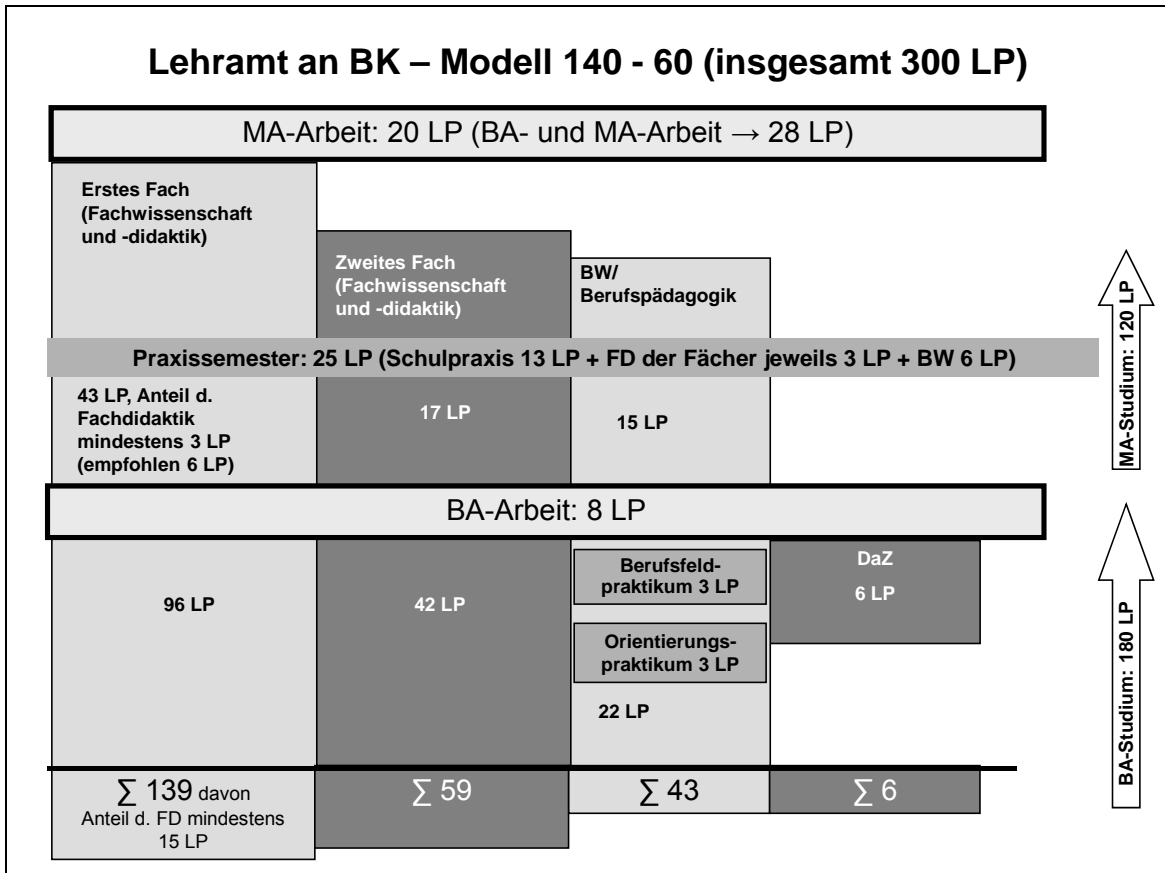 Lehramt an BK – Modell 140 - 60 (insgesamt 300 LP)
MA-Arbeit: 20 LP (BA- und MA-Arbeit → 28 LP)
Erstes Fach
(Fachwissenschaft
und -didaktik)
Zweites Fach
(Fachwissenschaft
und -didaktik)
BW/
Berufspädagogik
Praxissemester: 25 LP (Schulpraxis 13 LP + FD der Fächer jeweils 3 LP + BW 6 LP)
43 LP, Anteil d.
Fachdidaktik
mindestens 3 LP
(empfohlen 6 LP)
17 LP
15 LP
MA-Studium: 120 LP
BA-Arbeit: 8 LP
96 LP
42 LP
Berufsfeld-
praktikum 3 LP
Orientierungs-
praktikum 3 LP
22 LP
DaZ
6 LP
BA-Studium: 180 LP
∑ 139 davon
Anteil d. FD mindestens
15 LP
∑ 59
∑ 43
∑ 6